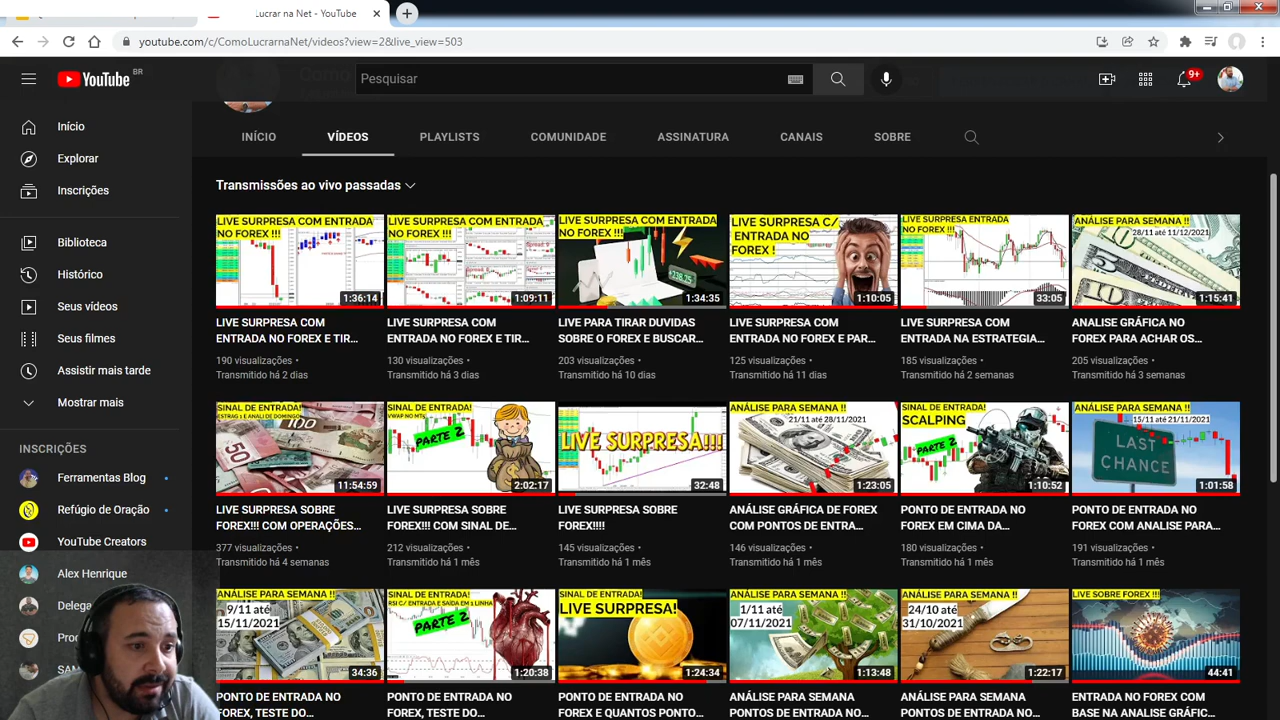 Lucrar na Net - YouTube
youtube.com/c/ComoLucrarnaNet/videos?view=2&live_view=503
YouTube BR
Pesquisar
9+
INÍCIO VÍDEOS PLAYLISTS COMUNIDADE ASSINATURA CANAIS SOBRE
Início
Explorar
Inscrições
Biblioteca
Histórico
Seus vídeos
Seus filmes
Assistir mais tarde
Mostrar mais
INSCRIÇÕES
Ferramentas Blog
Refúgio de Oração
YouTube Creators
Alex Henrique
Delega
Pro
SAM
Transmissões ao vivo passadas
LIVE SURPRESA COM ENTRADA
NO FOREX !!!
1:36:14
LIVE SURPRESA COM
ENTRADA NO FOREX E TIR...
190 visualizações •
Transmitido há 2 dias
LIVE SURPRESA COM ENTRADA
NO FOREX !!!
1:09:11
LIVE SURPRESA COM
ENTRADA NO FOREX E TIR...
130 visualizações •
Transmitido há 3 dias
LIVE SURPRESA COM ENTRADA
NO FOREX !!!
1:34:35
LIVE PARA TIRAR DUVIDAS
SOBRE O FOREX E BUSCAR...
203 visualizações •
Transmitido há 10 dias
LIVE SURPRESA C/
ENTRADA NO
FOREX !
1:10:05
LIVE SURPRESA COM
ENTRADA NO FOREX E PAR...
125 visualizações •
Transmitido há 11 dias
LIVE SURPRESA ENTRADA
NO FOREX !!!
33:05
LIVE SURPRESA COM
ENTRADA NA ESTRATEGIA...
185 visualizações •
Transmitido há 2 semanas
ANÁLISE PARA SEMANA !!
28/11 até 11/12/2021
1:15:41
ANALISE GRÁFICA NO
FOREX PARA ACHAR OS...
205 visualizações •
Transmitido há 3 semanas
SINAL DE ENTRADA!
ESTRAG 1 E ANALI DE DOMINGO
11:54:59
LIVE SURPRESA SOBRE
FOREX!!! COM OPERAÇÕES...
377 visualizações •
Transmitido há 4 semanas
SINAL DE ENTRADA!
VWAP NO MT5
PARTE 2
2:02:17
LIVE SURPRESA SOBRE
FOREX!!! COM SINAL DE...
212 visualizações •
Transmitido há 1 mês
LIVE SURPRESA!!!
32:48
LIVE SURPRESA SOBRE
FOREX!!!!
145 visualizações •
Transmitido há 1 mês
ANÁLISE PARA SEMANA !!
21/11 até 28/11/2021
1:23:05
ANÁLISE GRÁFICA DE FOREX
COM PONTOS DE ENTRA...
146 visualizações •
Transmitido há 1 mês
SINAL DE ENTRADA!
SCALPING
PARTE 2
1:10:52
PONTO DE ENTRADA NO
FOREX EM CIMA DA...
180 visualizações •
Transmitido há 1 mês
ANÁLISE PARA SEMANA !!
15/11 até 21/11/2021
LAST
CHANCE
1:01:58
PONTO DE ENTRADA NO
FOREX COM ANALISE PARA...
191 visualizações •
Transmitido há 1 mês
ANÁLISE PARA SEMANA !!
9/11 até
15/11/2021
34:36
PONTO DE ENTRADA NO
FOREX, TESTE DO...
SINAL DE ENTRADA!
RSI C/ ENTRADA E SAÍDA EM 1 LINHA
PARTE 2
1:20:38
PONTO DE ENTRADA NO
FOREX, TESTE DO...
SINAL DE ENTRADA!
LIVE SURPRESA!
1:24:34
PONTO DE ENTRADA NO
FOREX E QUANTOS PONTO...
ANÁLISE PARA SEMANA !!
1/11 até
07/11/2021
1:13:48
ANÁLISE PARA SEMANA
PONTOS DE ENTRADA NO...
ANÁLISE PARA SEMANA !!
24/10 até
31/10/2021
1:22:17
ANÁLISE PARA SEMANA
PONTOS DE ENTRADA NO...
LIVE SOBRE FOREX !!!
44:41
ENTRADA NO FOREX COM
BASE NA ANALISE GRÁFIC...